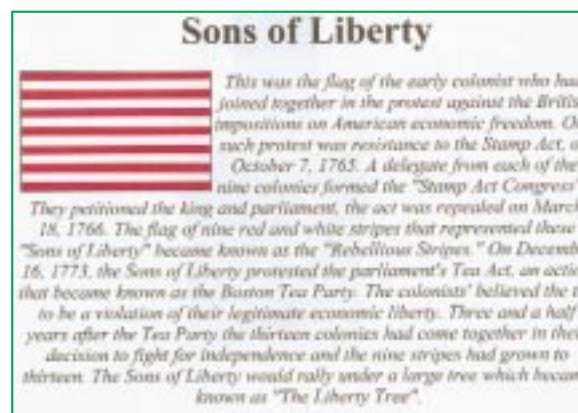 Sons of Liberty
This was the flag of the early colonist who had
joined together in the protest against the Britis
impositions on American economic freedom. On
such protest was resistance to the Stamp Act, o
October 7, 1765. A delegate from each of the
nine colonies formed the "Stamp Act Congress"
They petitioned the king and parliament, the act was repealed on March
18, 1766. The flag of nine red and white stripes that represented these
"Sons of Liberty" became known as the "Rebellious Stripes." On Decemb
16, 1773, the Sons of Liberty protested the parliament's Tea Act, an actio
that became known as the Boston Tea Party. The colonists' believed the t
to be a violation of their legitimate economic liberty. Three and a half
years after the Tea Party the thirteen colonies had come together in thei
decision to fight for independence and the nine stripes had grown to
thirteen. The Sons of Liberty would rally under a large tree which becam
known as "The Liberty Tree".